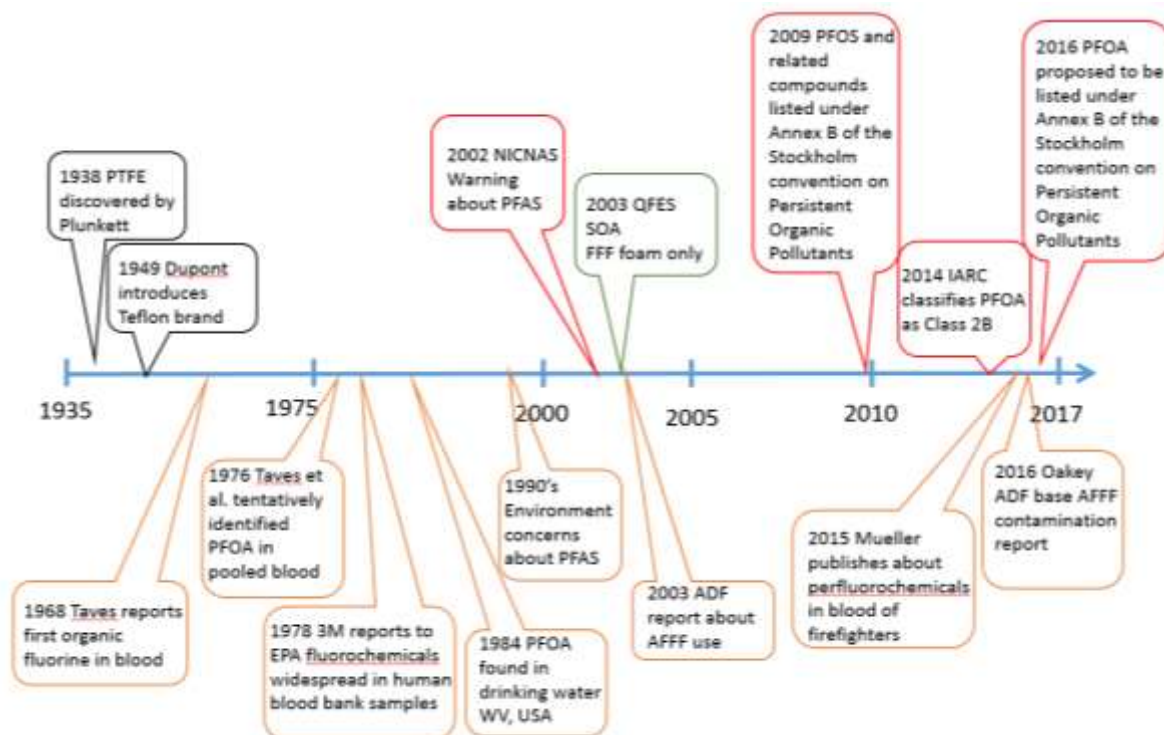 1938 PTFE
discovered by
Plunkett
1949 Dupont
introduces
Teflon brand
2002 NICNAS
Warning
about PFAS
2003 QFES
SOA
FFF foam only
2009 PFOS and
related
compounds
listed under
Annex B of the
Stockholm
convention on
Persistent
Organic
Pollutants
2014 IARC
classifies PFOA
as Class 2B
2016 PFOA
proposed to be
listed under
Annex B of the
Stockholm
convention on
Persistent
Organic
Pollutants
1935
1975
2000
2005
2010
2017
1968 Taves reports
first organic
fluorine in blood
1976 Taves et
al. tentatively
identified
PFOA in
pooled blood
1978 3M reports to
EPA fluorochemicals
widespread in human
blood bank samples
1984 PFOA
found in
drinking water
WV, USA
1990's
Environment
concerns
about PFAS
2003 ADF
report about
AFFF use
2015 Mueller
publishes about
perfluorochemicals
in blood of
firefighters
2016 Oakey
ADF base AFFF
contamination
report